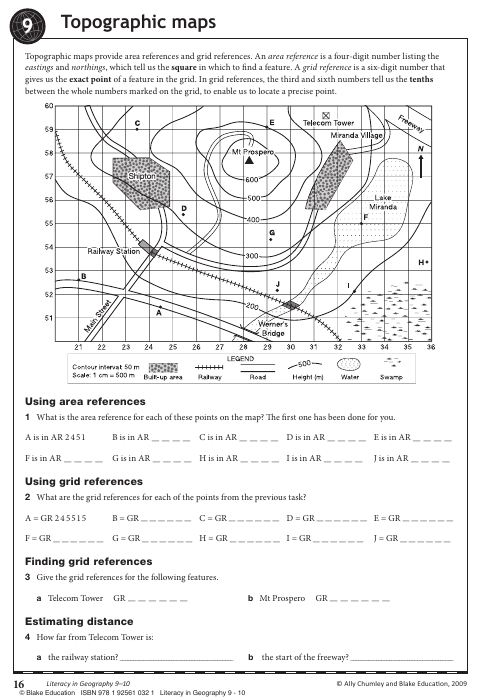 9 Topographic maps
Topographic maps provide area references and grid references. An area reference is a four-digit number listing the
eastings and northings, which tell us the square in which to find a feature. A grid reference is a six-digit number that
gives us the exact point of a feature in the grid. In grid references, the third and sixth numbers tell us the tenths
between the whole numbers marked on the grid, to enable us to locate a precise point.
60
59
58
57
56
55
54
53
52
51
C
E
Telecom Tower
Freeway
Miranda Village
Mt Prospero
N
Shipton
600
500
Lake
Miranda
D
400
F
G
Railway Station
300
H
B
J
I
200
A
Main Street
Werner's
Bridge
21 22 23 24 25 26 27 28 29 30 31 32 33 34 35 36
LEGEND
Contour interval: 50 m
Scale: 1 cm = 500 m
500
Built-up area Railway Road Height (m) Water Swamp
Using area references
1 What is the area reference for each of these points on the map? The first one has been done for you.
A is in AR 2 4 5 1 B is in AR _ _ _ _ C is in AR _ _ _ _ D is in AR _ _ _ _ E is in AR _ _ _ _
F is in AR _ _ _ _ G is in AR _ _ _ _ H is in AR _ _ _ _ I is in AR _ _ _ _ J is in AR _ _ _ _
Using grid references
2 What are the grid references for each of the points from the previous task?
A = GR 2 4 5 5 1 5 B = GR _ _ _ _ _ _ C = GR _ _ _ _ _ _ D = GR _ _ _ _ _ _ E = GR _ _ _ _ _ _
F = GR _ _ _ _ _ _ G = GR _ _ _ _ _ _ H = GR _ _ _ _ _ _ I = GR _ _ _ _ _ _ J = GR _ _ _ _ _ _
Finding grid references
3 Give the grid references for the following features.
a Telecom Tower GR _ _ _ _ _ _ b Mt Prospero GR _ _ _ _ _ _
Estimating distance
4 How far from Telecom Tower is:
a the railway station? ____________ b the start of the freeway? ____________
16 Literacy in Geography 9–10 © Ally Chumley and Blake Education, 2009
© Blake Education ISBN 978 1 92561 032 1 Literacy in Geography 9 - 10